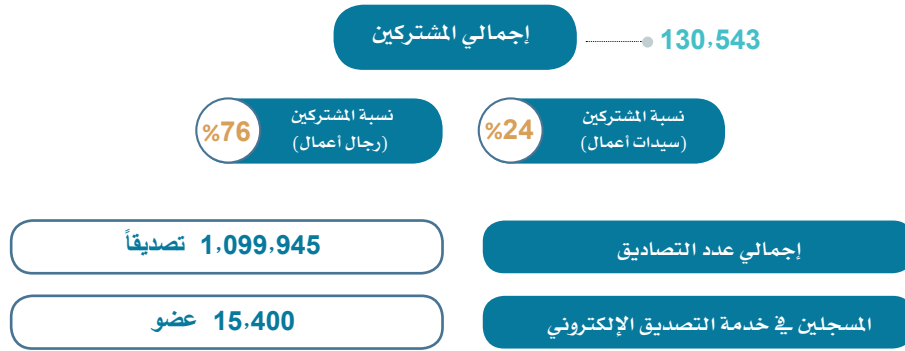 إجمالي المشتركين
130,543
نسبة المشتركين
(سيدات أعمال)
%24
نسبة المشتركين
(رجال أعمال)
%76
إجمالي عدد التصاديق
1,099,945 تصديقاً
المسجلين في خدمة التصديق الإلكتروني
15,400 عضو